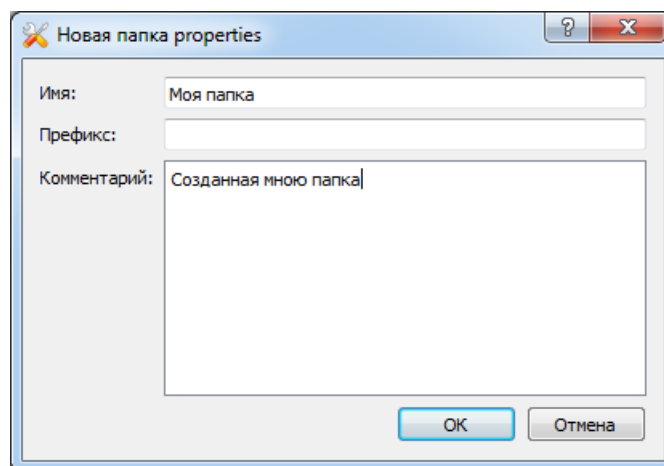 Новая папка properties
Имя: Моя папка
Префикс:
Комментарий: Созданная мною папка
OK Отмена